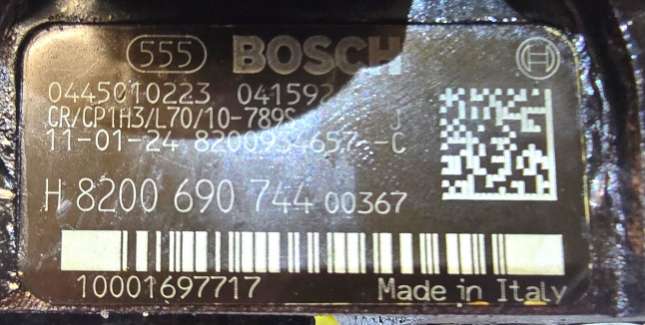 555 BOSCH
0445010223
CR/CP1H3/L70/10-789S J
11-01-24 -C
H 8200 690 744 00367
10001697717 Made in Italy